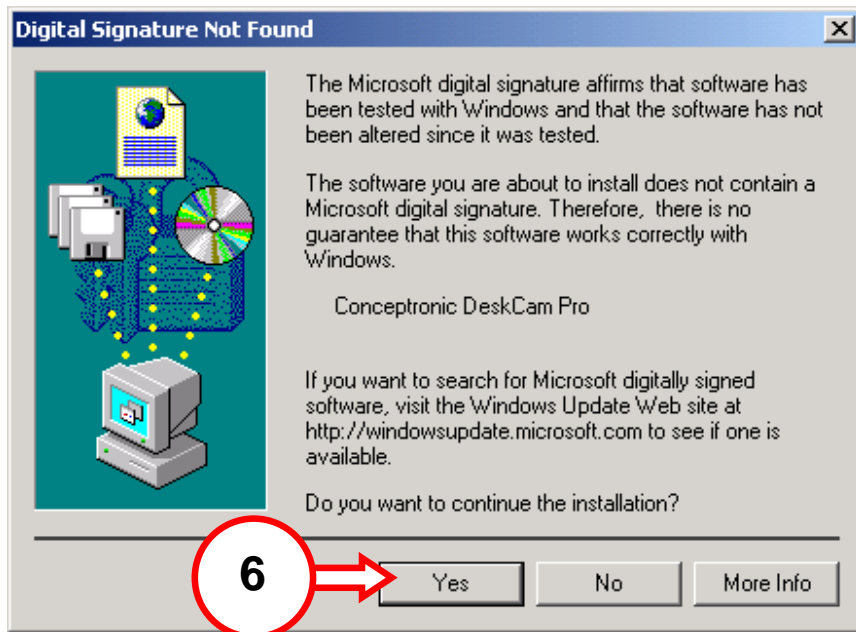 Digital Signature Not Found
The Microsoft digital signature affirms that software has
been tested with Windows and that the software has not
been altered since it was tested.
The software you are about to install does not contain a
Microsoft digital signature. Therefore, there is no
guarantee that this software works correctly with
Windows.
Conceptronic DeskCam Pro
If you want to search for Microsoft digitally signed
software, visit the Windows Update Web site at
http://windowsupdate.microsoft.com to see if one is
available.
Do you want to continue the installation?
6
Yes No More Info